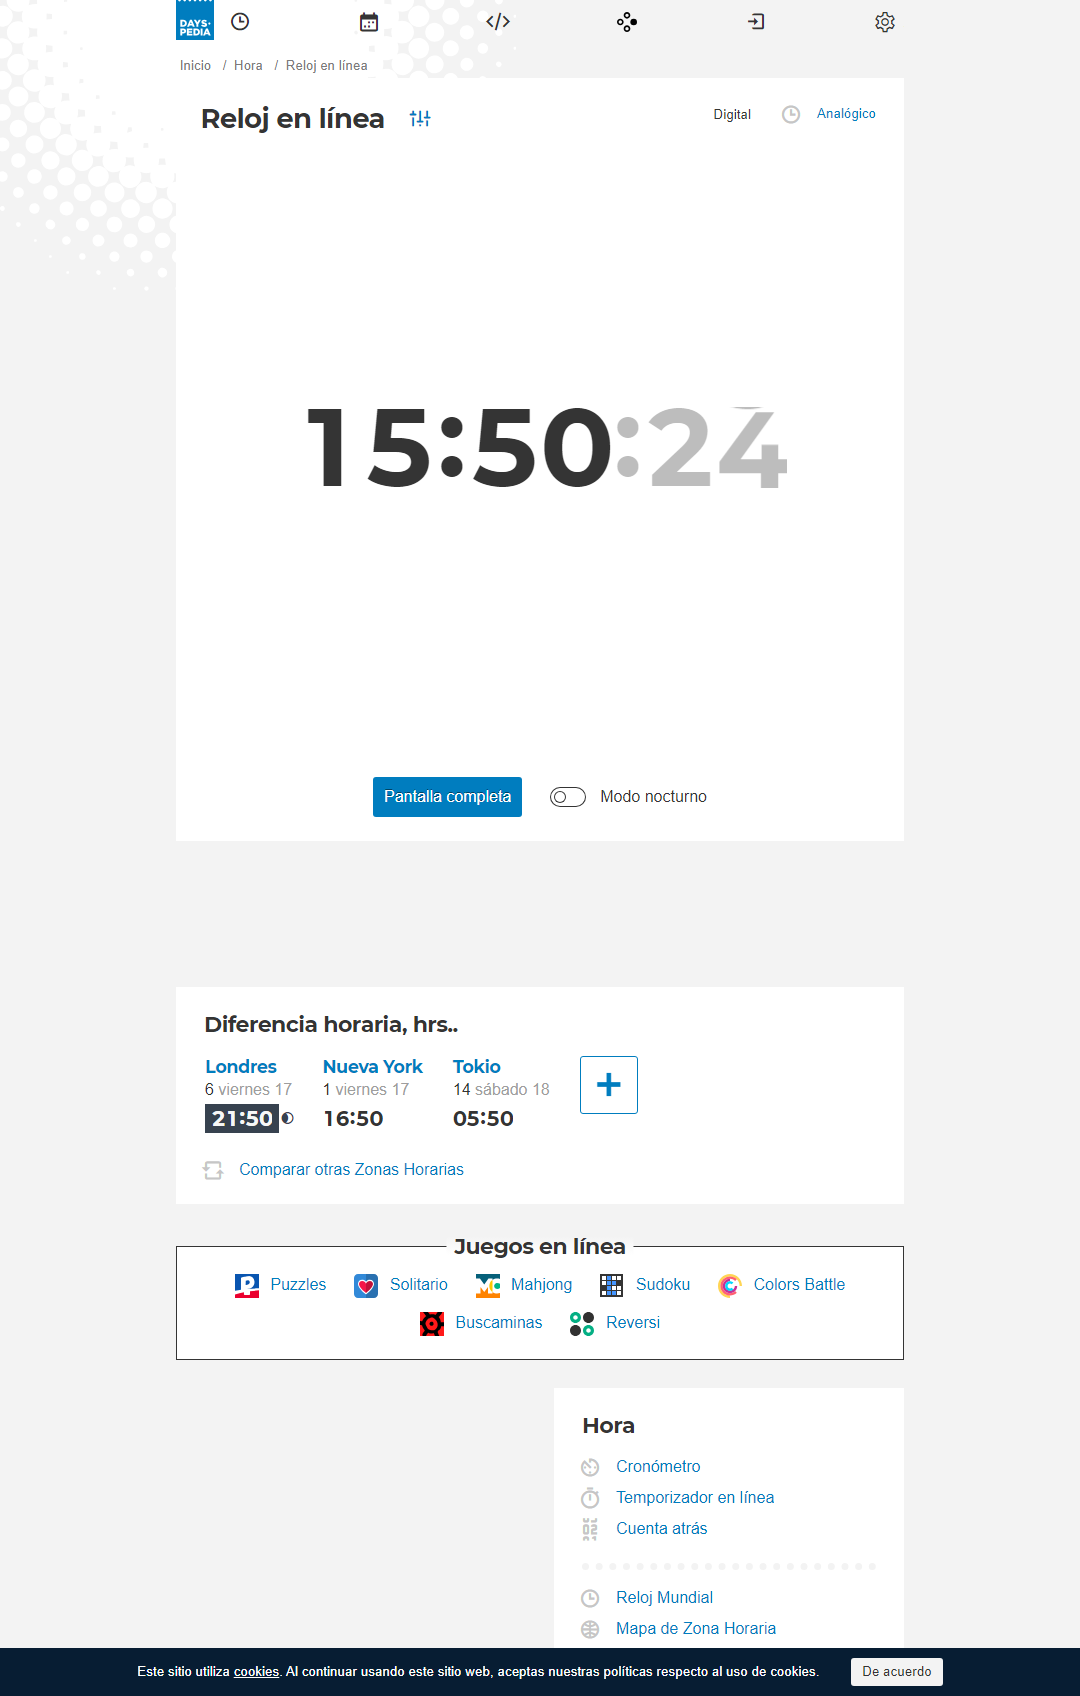 DAYS·
PEDIA
Inicio / Hora / Reloj en línea
Reloj en línea
Digital
Analógico
15:50:24
Pantalla completa
Modo nocturno
Diferencia horaria, hrs..
Londres
6 viernes 17
21:50
Nueva York
1 viernes 17
16:50
Tokio
14 sábado 18
05:50
Comparar otras Zonas Horarias
Juegos en línea
Puzzles Solitario Mahjong Sudoku Colors Battle
Buscaminas Reversi
Hora
Cronómetro
Temporizador en línea
Cuenta atrás
Reloj Mundial
Mapa de Zona Horaria
Este sitio utiliza cookies. Al continuar usando este sitio web, aceptas nuestras políticas respecto al uso de cookies.
De acuerdo